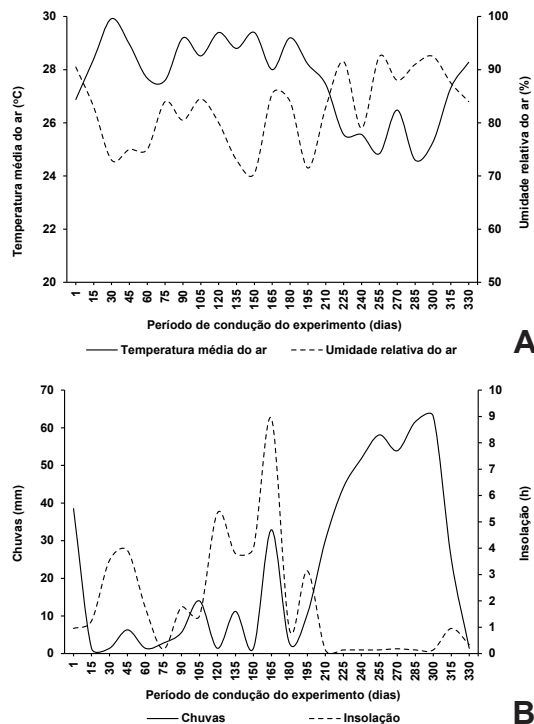 Temperatura média do ar (ºC)
30
28
26
24
22
20
Umidade relativa do ar (%)
100
90
80
70
60
50
1 15 30 45 60 75 90 105 120 135 150 165 180 195 210 225 240 255 270 285 300 315 330
Período de condução do experimento (dias)
Temperatura média do ar Umidade relativa do ar
A
Chuvas (mm)
70
60
50
40
30
20
10
0
Insolação (h)
10
9
8
7
6
5
4
3
2
1
0
1 15 30 45 60 75 90 105 120 135 150 165 180 195 210 225 240 255 270 285 300 315 330
Período de condução do experimento (dias)
Chuvas Insolação
B